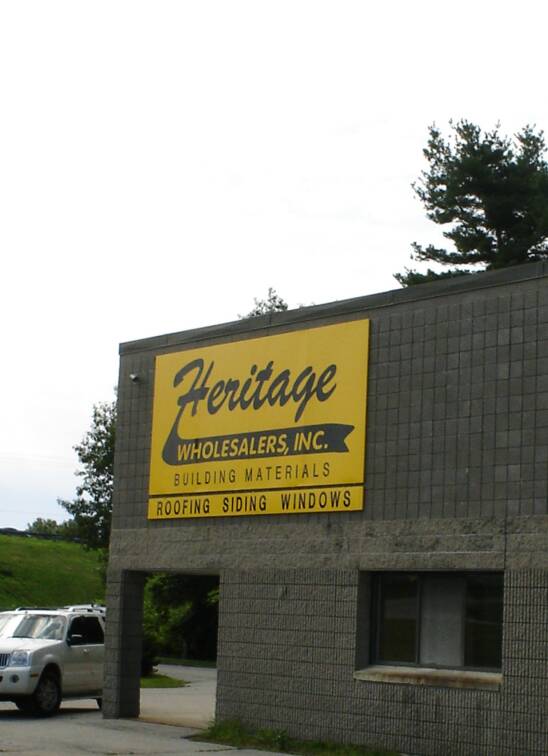 Heritage
WHOLESALERS, INC.
BUILDING MATERIALS
ROOFING SIDING WINDOWS